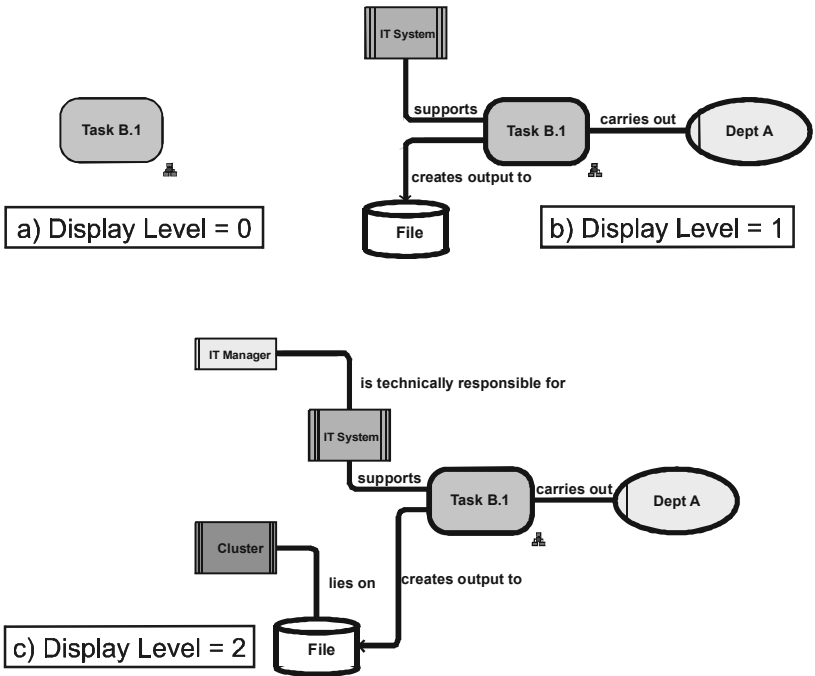 IT System
supports
Task B.1
Task B.1
carries out
Dept A
creates output to
File
a) Display Level = 0
b) Display Level = 1
IT Manager
is technically responsible for
IT System
supports
Task B.1
carries out
Dept A
Cluster
lies on
creates output to
File
c) Display Level = 2